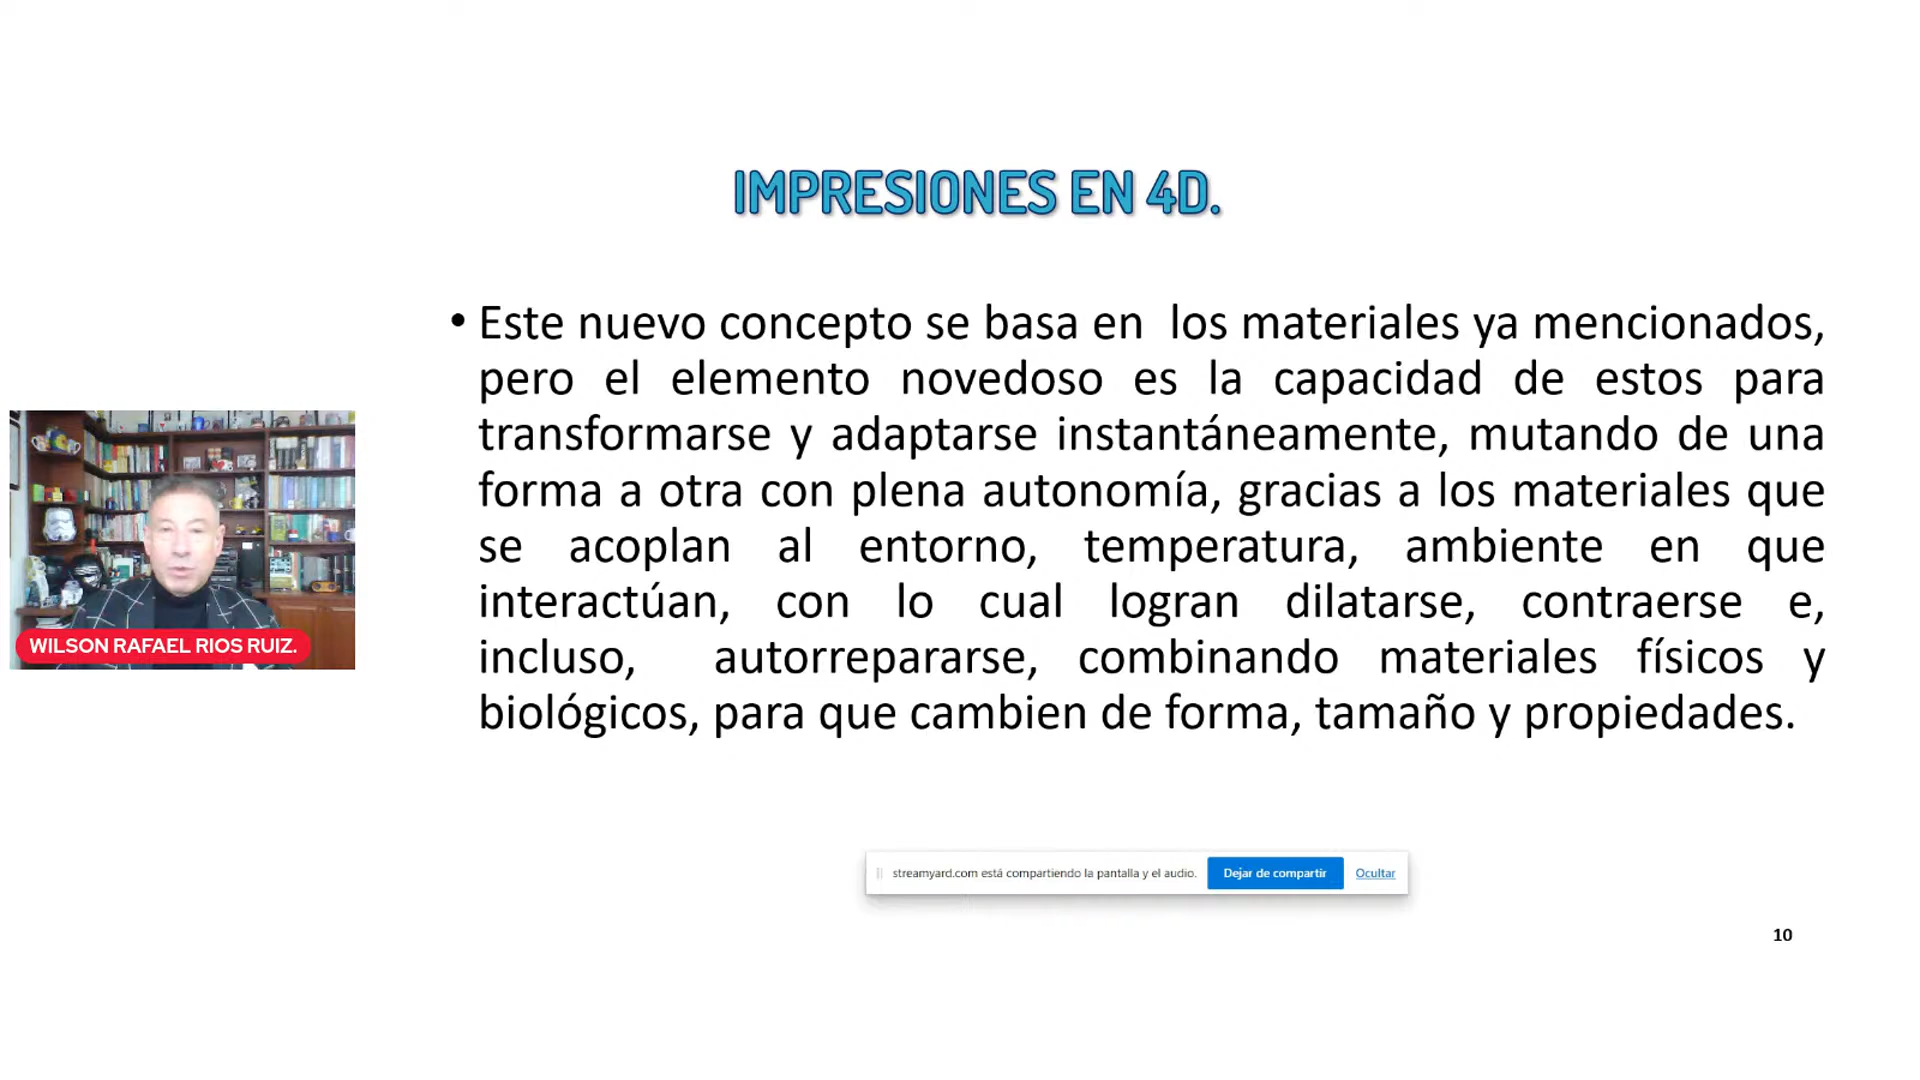 IMPRESIONES EN 4D.
• Este nuevo concepto se basa en los materiales ya mencionados,
pero el elemento novedoso es la capacidad de estos para
transformarse y adaptarse instantáneamente, mutando de una
forma a otra con plena autonomía, gracias a los materiales que
se acoplan al entorno, temperatura, ambiente en que
interactúan, con lo cual logran dilatarse, contraerse e,
incluso, autorrepararse, combinando materiales físicos y
biológicos, para que cambien de forma, tamaño y propiedades.
WILSON RAFAEL RIOS RUIZ.
streamyard.com está compartiendo la pantalla y el audio. Dejar de compartir Ocultar
10